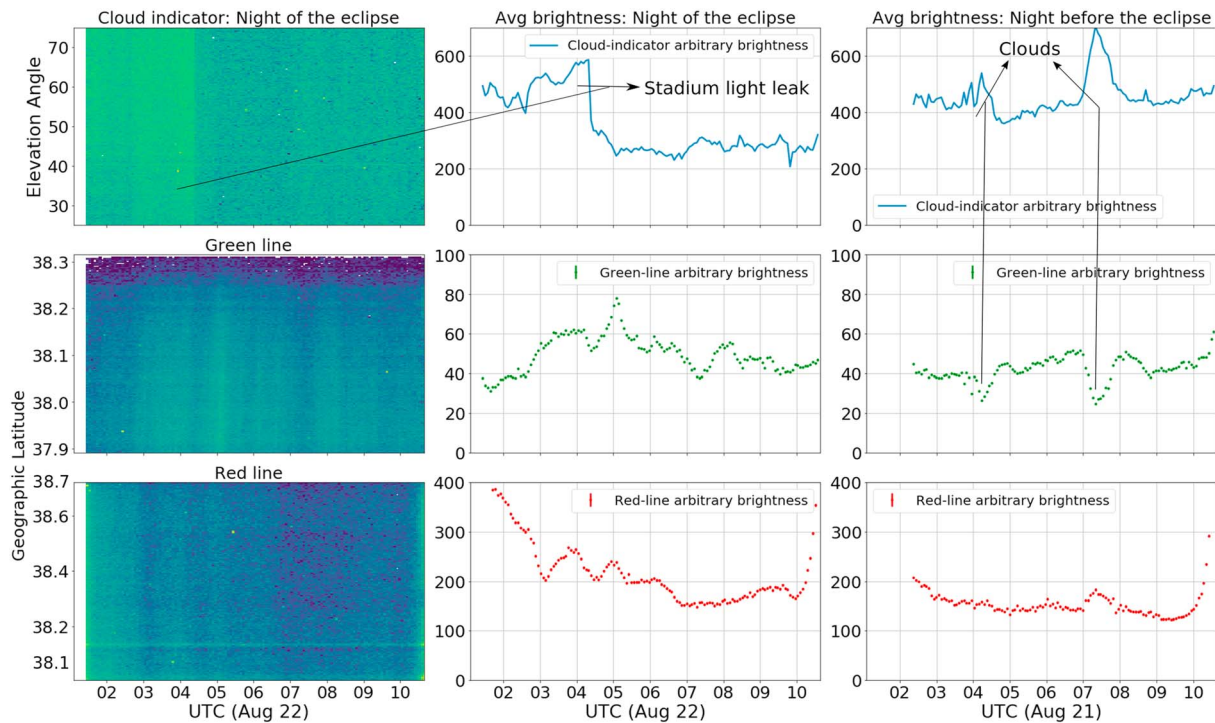 Cloud indicator: Night of the eclipse
Avg brightness: Night of the eclipse
Avg brightness: Night before the eclipse
Elevation Angle
70
60
50
40
30
600
400
200
0
Cloud-indicator arbitrary brightness
Stadium light leak
600
400
200
0
Clouds
Cloud-indicator arbitrary brightness
Green line
Geographic Latitude
38.3
38.2
38.1
38.0
37.9
100
80
60
40
20
0
Green-line arbitrary brightness
100
80
60
40
20
0
Green-line arbitrary brightness
Red line
38.7
38.6
38.4
38.2
38.1
02 03 04 05 06 07 08 09 10
UTC (Aug 22)
400
300
200
100
0
Red-line arbitrary brightness
02 03 04 05 06 07 08 09 10
UTC (Aug 22)
400
300
200
100
0
Red-line arbitrary brightness
02 03 04 05 06 07 08 09 10
UTC (Aug 21)